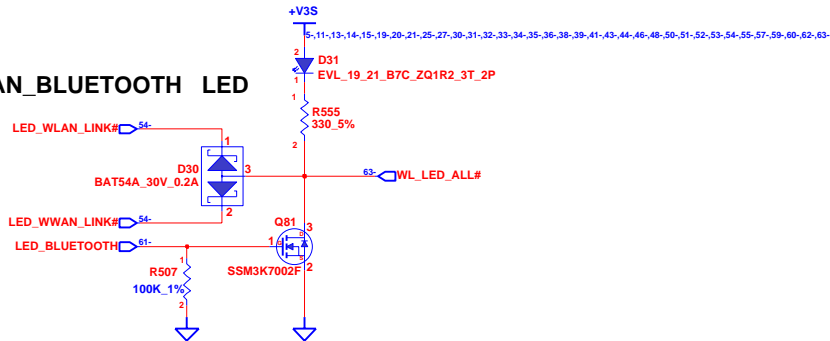 +V3S
5-,11-,13-,14-,15-,19-,20-,21-,25-,27-,30-,31-,32-,33-,34-,35-,36-,38-,39-,41-,43-,44-,46-,48-,50-,51-,52-,53-,54-,55-,57-,59-,60-,62-,63-
2
D31
EVL_19_21_B7C_ZQ1R2_3T_2P
1
AN_BLUETOOTH LED
1
R555
330_5%
2
LED_WLAN_LINK# 54-
1
D30
3
BAT54A_30V_0.2A
63- WL_LED_ALL#
2
LED_WWAN_LINK# 54-
Q81
3
D
LED_BLUETOOTH 61-
1
G
S
2
SSM3K7002F
1
R507
100K_1%
2